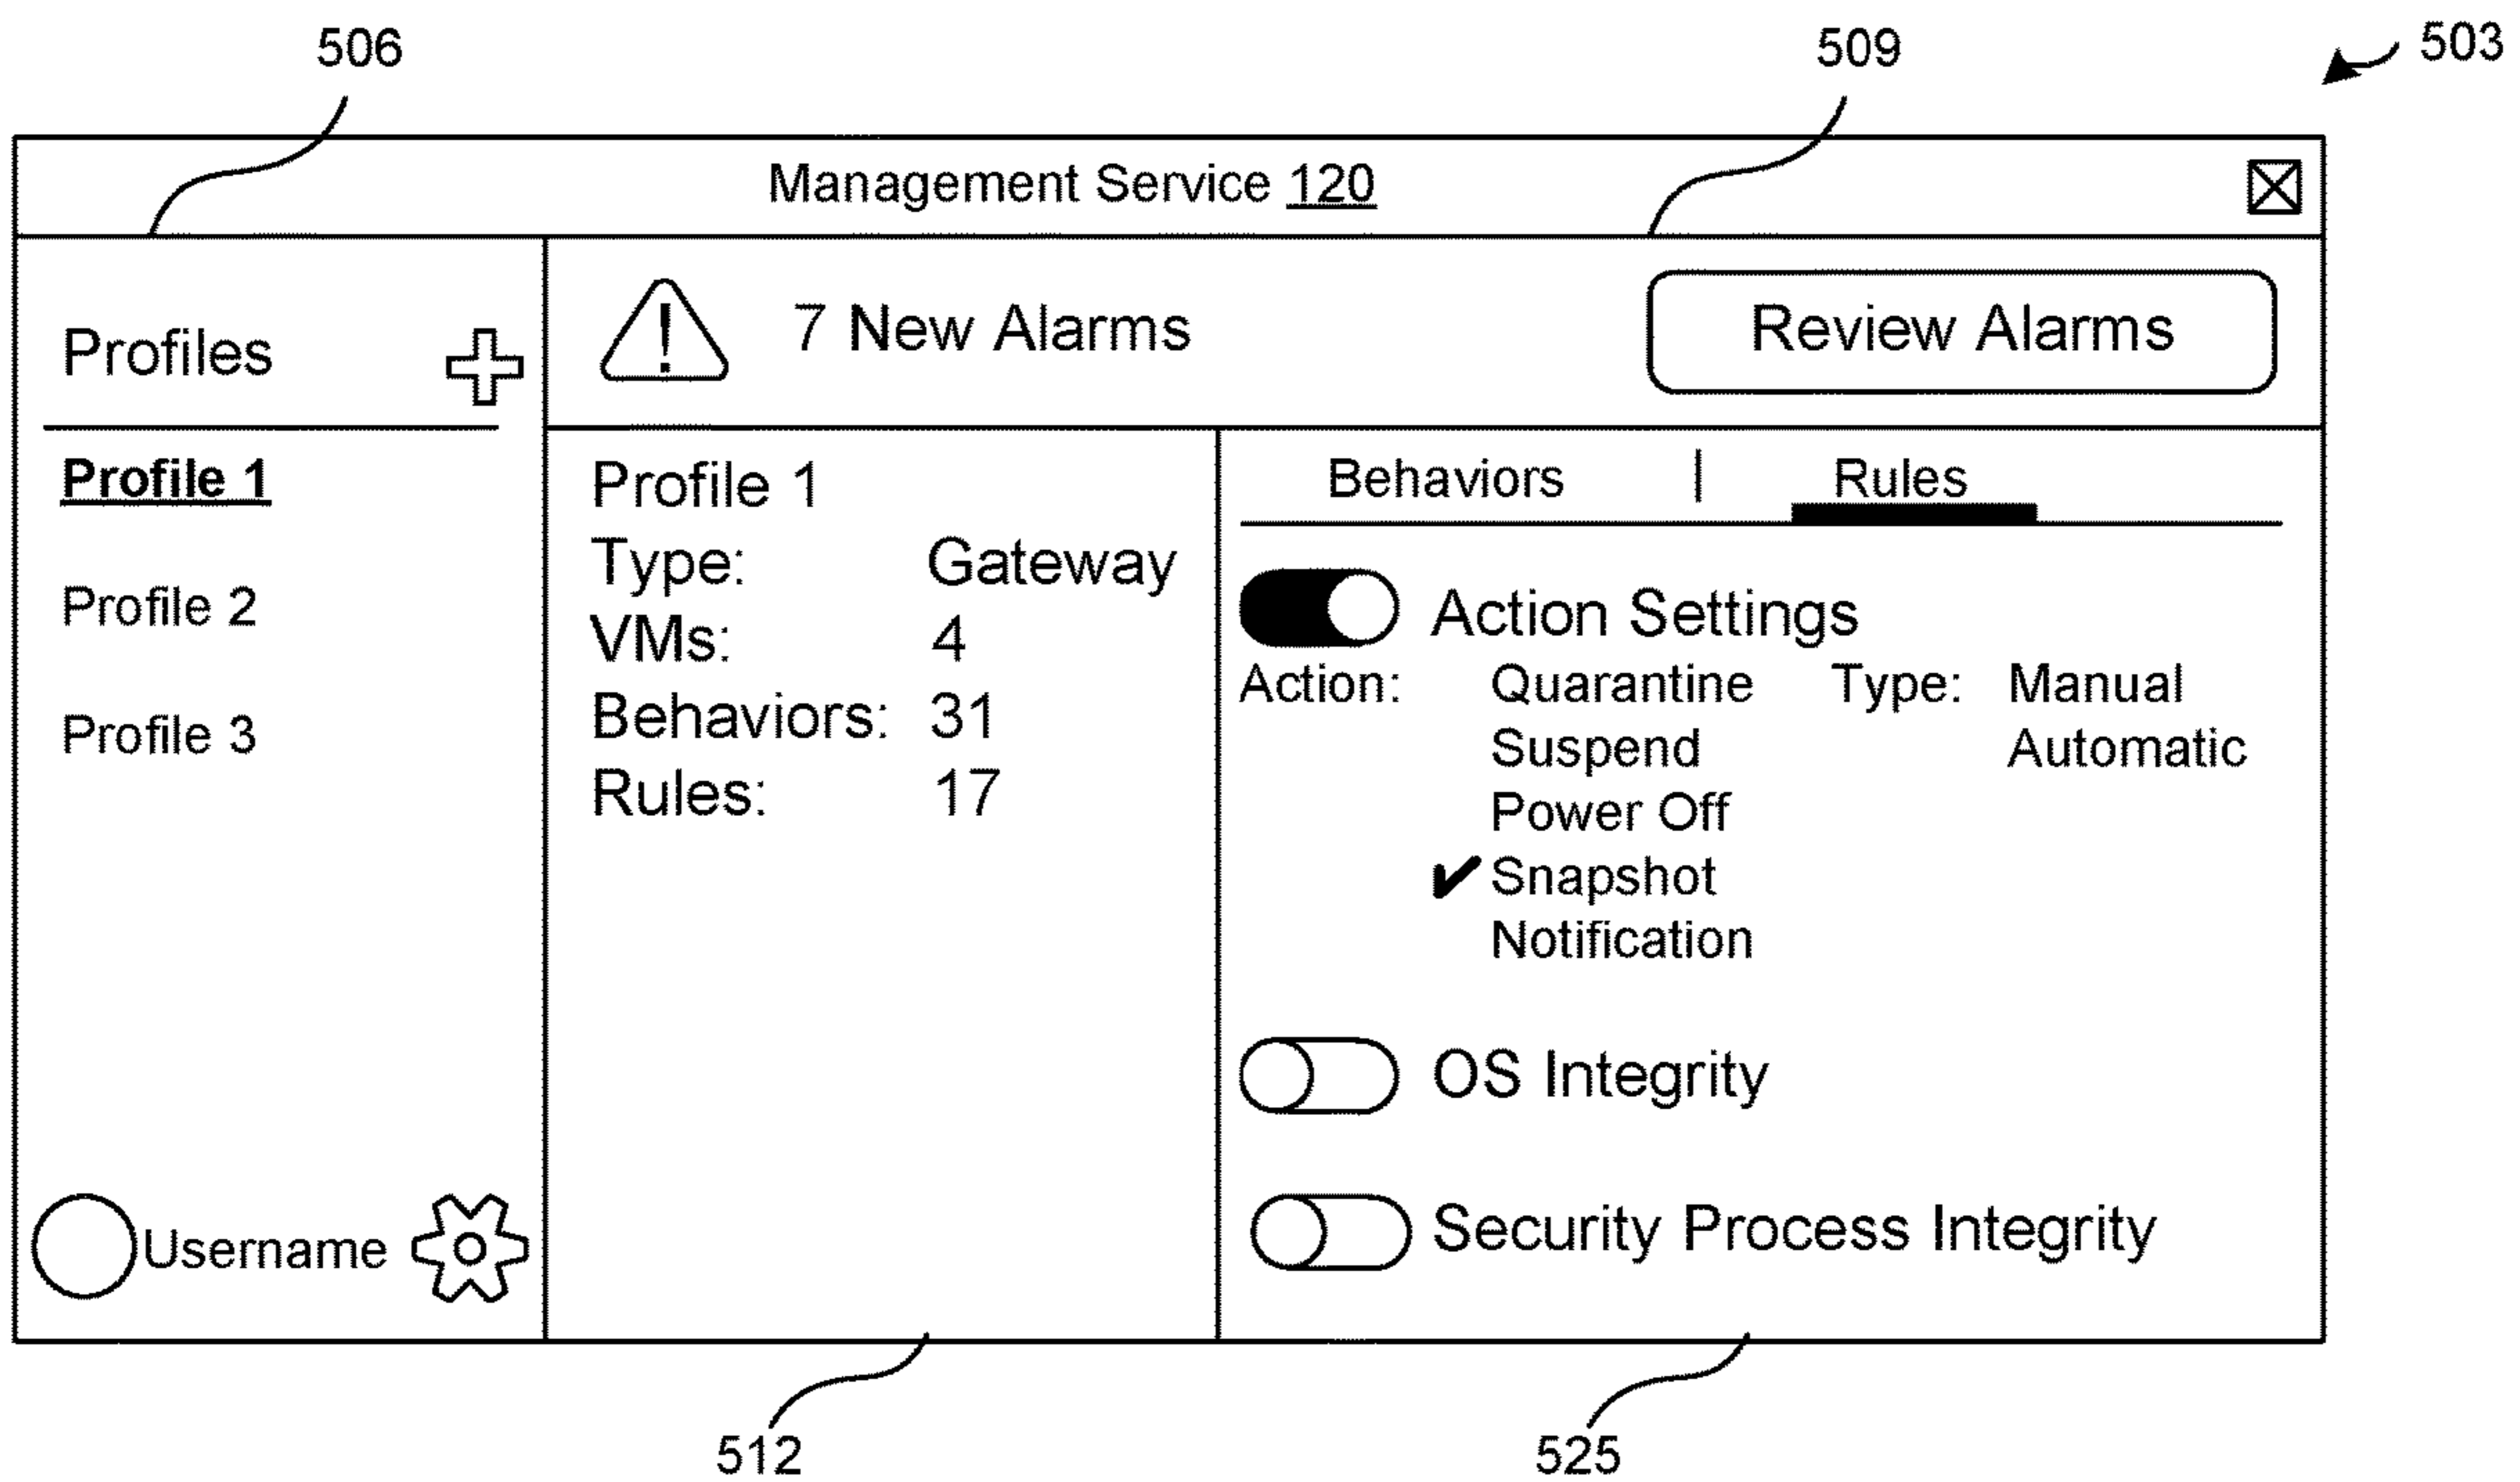 506
509
503
Management Service 120
Profiles
7 New Alarms
Review Alarms
Profile 1
Profile 2
Profile 3
Username
Profile 1
Type: Gateway
VMs: 4
Behaviors: 31
Rules: 17
Behaviors | Rules
Action Settings
Action: Quarantine Type: Manual
Suspend Automatic
Power Off
✔ Snapshot
Notification
OS Integrity
Security Process Integrity
512
525